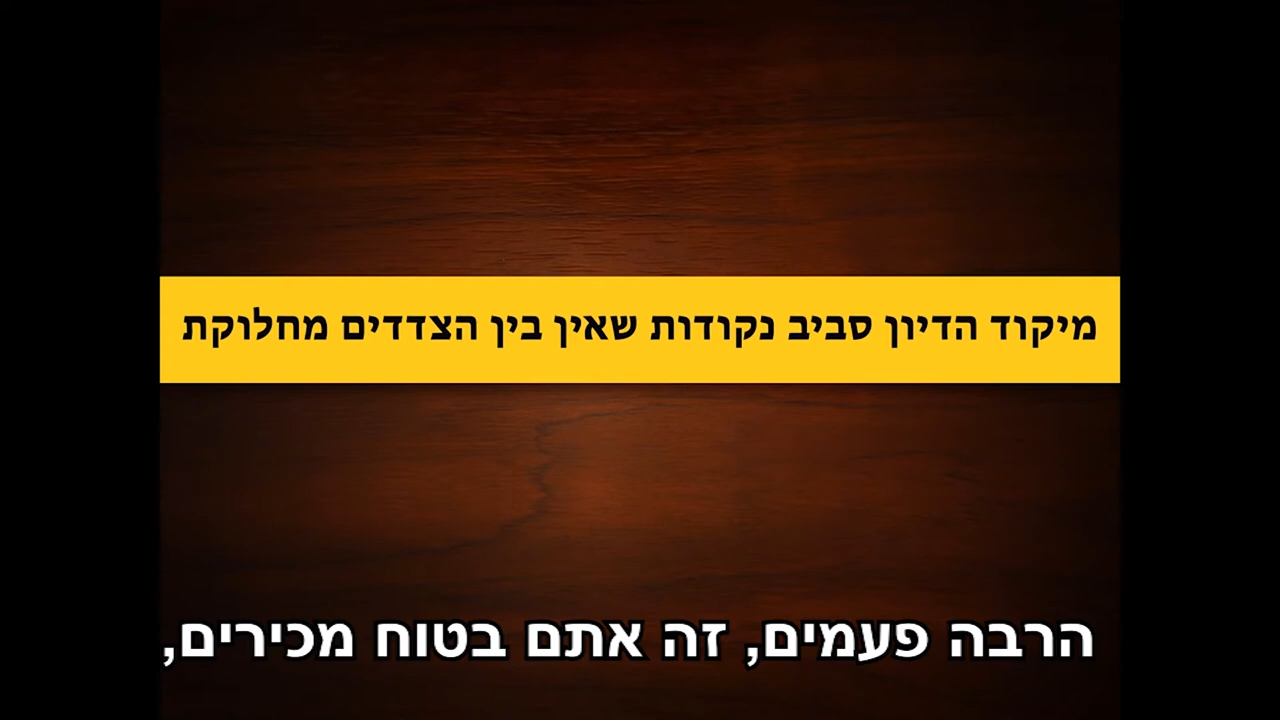 מיקוד הדיון סביב נקודות שאין בין הצדדים מחלוקת
הרבה פעמים, זה אתם בטוח מכירים,